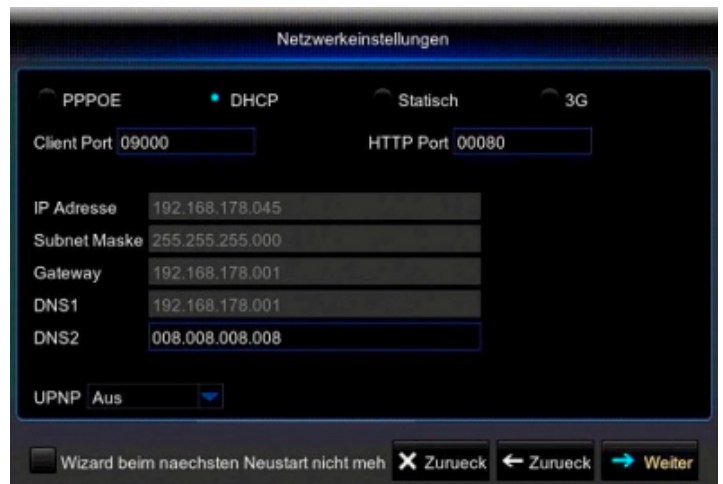 Netzwerkeinstellungen
PPPOE DHCP Statisch 3G
Client Port 09000 HTTP Port 00080
IP Adresse 192.168.178.045
Subnet Maske 255.255.255.000
Gateway 192.168.178.001
DNS1 192.168.178.001
DNS2 008.008.008.008
UPNP Aus
Wizard beim naechsten Neustart nicht meh Zurueck Zurueck Weiter